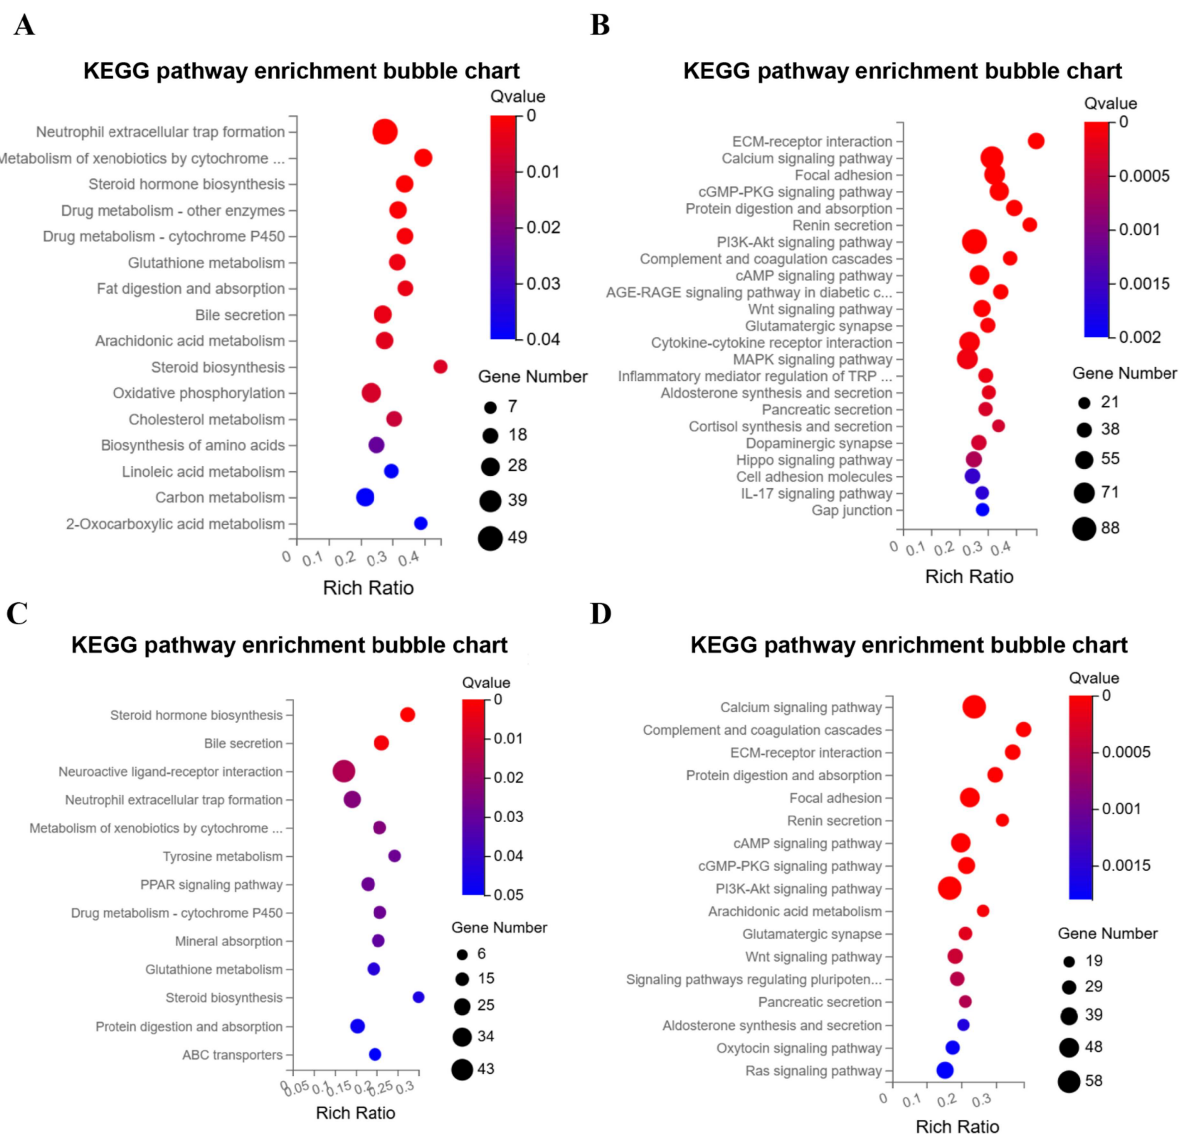 A
KEGG pathway enrichment bubble chart
Qvalue
0
0.01
0.02
0.03
0.04
Neutrophil extracellular trap formation
Metabolism of xenobiotics by cytochrome ...
Steroid hormone biosynthesis
Drug metabolism - other enzymes
Drug metabolism - cytochrome P450
Glutathione metabolism
Fat digestion and absorption
Bile secretion
Arachidonic acid metabolism
Steroid biosynthesis
Oxidative phosphorylation
Cholesterol metabolism
Biosynthesis of amino acids
Linoleic acid metabolism
Carbon metabolism
2-Oxocarboxylic acid metabolism
Gene Number
7
18
28
39
49
0 0.1 0.2 0.3 0.4
Rich Ratio
B
KEGG pathway enrichment bubble chart
Qvalue
0
0.0005
0.001
0.0015
0.002
ECM-receptor interaction
Calcium signaling pathway
Focal adhesion
cGMP-PKG signaling pathway
Protein digestion and absorption
Renin secretion
PI3K-Akt signaling pathway
Complement and coagulation cascades
cAMP signaling pathway
AGE-RAGE signaling pathway in diabetic c...
Wnt signaling pathway
Glutamatergic synapse
Cytokine-cytokine receptor interaction
MAPK signaling pathway
Inflammatory mediator regulation of TRP ...
Aldosterone synthesis and secretion
Pancreatic secretion
Cortisol synthesis and secretion
Dopaminergic synapse
Hippo signaling pathway
Cell adhesion molecules
IL-17 signaling pathway
Gap junction
Gene Number
21
38
55
71
88
0 0.1 0.2 0.3 0.4
Rich Ratio
C
KEGG pathway enrichment bubble chart
Qvalue
0
0.01
0.02
0.03
0.04
0.05
Steroid hormone biosynthesis
Bile secretion
Neuroactive ligand-receptor interaction
Neutrophil extracellular trap formation
Metabolism of xenobiotics by cytochrome ...
Tyrosine metabolism
PPAR signaling pathway
Drug metabolism - cytochrome P450
Mineral absorption
Glutathione metabolism
Steroid biosynthesis
Protein digestion and absorption
ABC transporters
Gene Number
6
15
25
34
43
0 0.05 0.1 0.15 0.2 0.25 0.3
Rich Ratio
D
KEGG pathway enrichment bubble chart
Qvalue
0
0.0005
0.001
0.0015
Calcium signaling pathway
Complement and coagulation cascades
ECM-receptor interaction
Protein digestion and absorption
Focal adhesion
Renin secretion
cAMP signaling pathway
cGMP-PKG signaling pathway
PI3K-Akt signaling pathway
Arachidonic acid metabolism
Glutamatergic synapse
Wnt signaling pathway
Signaling pathways regulating pluripoten...
Pancreatic secretion
Aldosterone synthesis and secretion
Oxytocin signaling pathway
Ras signaling pathway
Gene Number
19
29
39
48
58
0 0.1 0.2 0.3
Rich Ratio